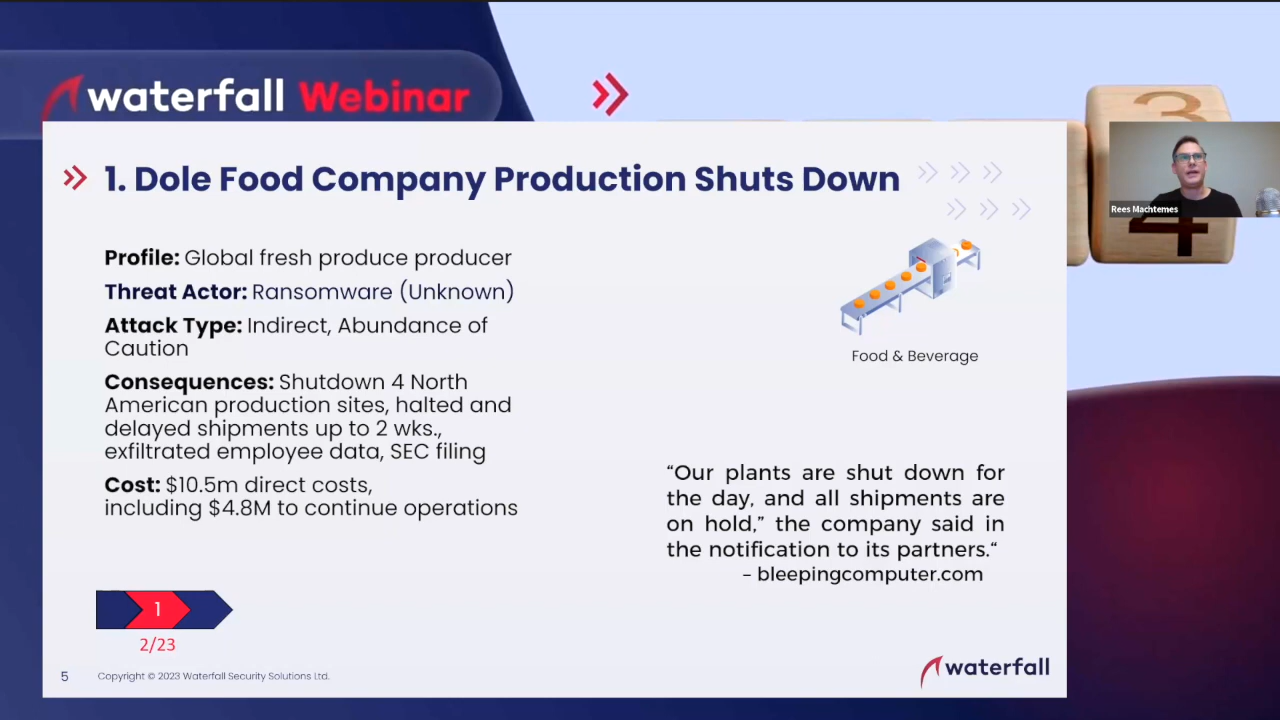 waterfall Webinar
3
1. Dole Food Company Production Shuts Down
Rees Machtemes
4
Profile: Global fresh produce producer
Threat Actor: Ransomware (Unknown)
Attack Type: Indirect, Abundance of
Caution
Consequences: Shutdown 4 North
American production sites, halted and
delayed shipments up to 2 wks.,
exfiltrated employee data, SEC filing
Cost: $10.5m direct costs,
including $4.8M to continue operations
Food & Beverage
“Our plants are shut down for
the day, and all shipments are
on hold,” the company said in
the notification to its partners.“
– bleepingcomputer.com
1
2/23
5
Copyright © 2023 Waterfall Security Solutions Ltd.
waterfall